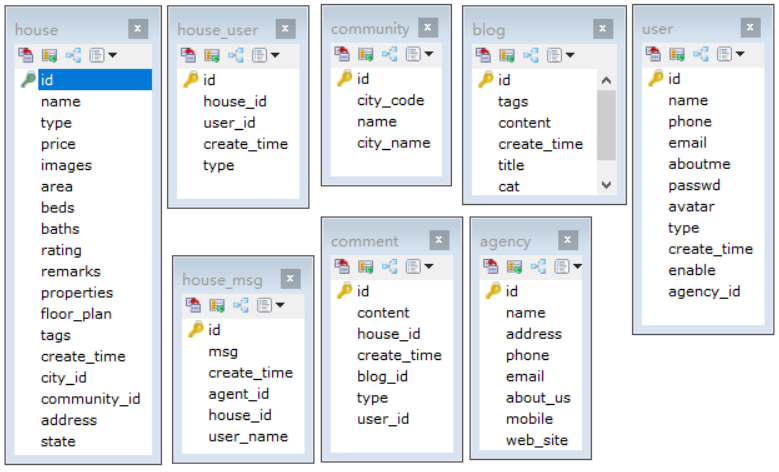 house
id
name
type
price
images
area
beds
baths
rating
remarks
properties
floor_plan
tags
create_time
city_id
community_id
address
state
house_user
id
house_id
user_id
create_time
type
community
id
city_code
name
city_name
blog
id
tags
content
create_time
title
cat
user
id
name
phone
email
aboutme
passwd
avatar
type
create_time
enable
agency_id
house_msg
id
msg
create_time
agent_id
house_id
user_name
comment
id
content
house_id
create_time
blog_id
type
user_id
agency
id
name
address
phone
email
about_us
mobile
web_site